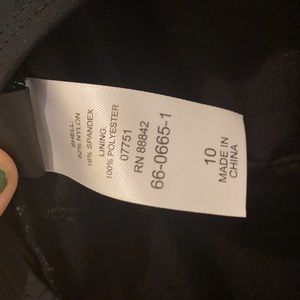 SHELL:
82% NYLON
18% SPANDEX
LINING:
100% POLYESTER
07751
RN 88842
66-0665-1
10
MADE IN
CHINA